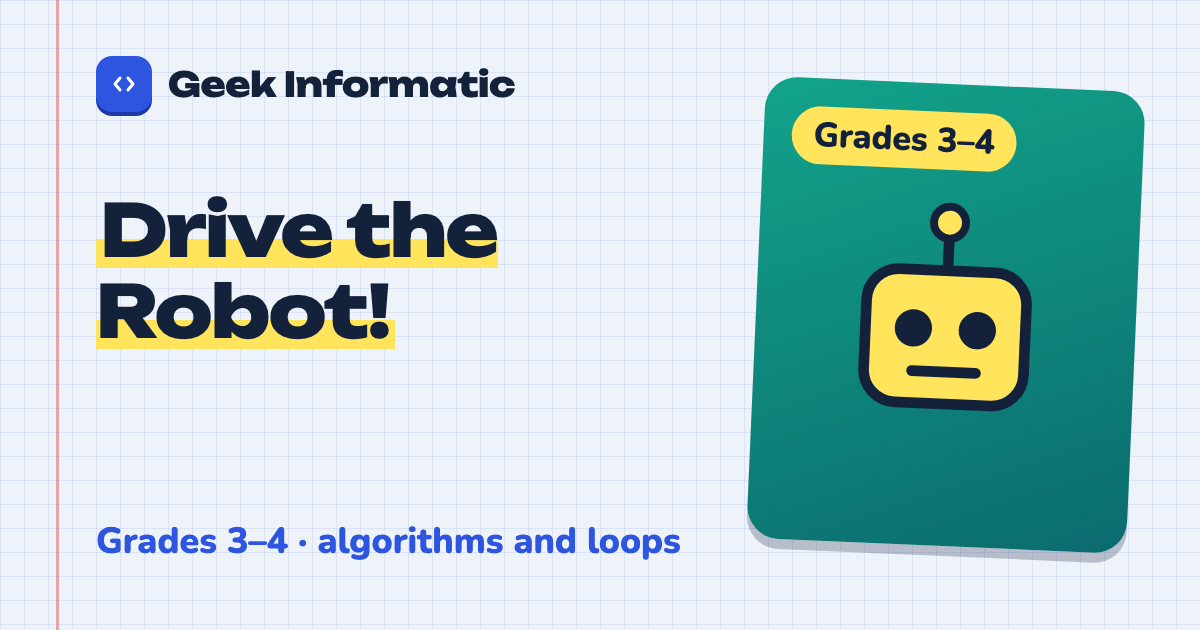 Geek Informatic
Drive the
Robot!
Grades 3–4 · algorithms and loops
Grades 3–4